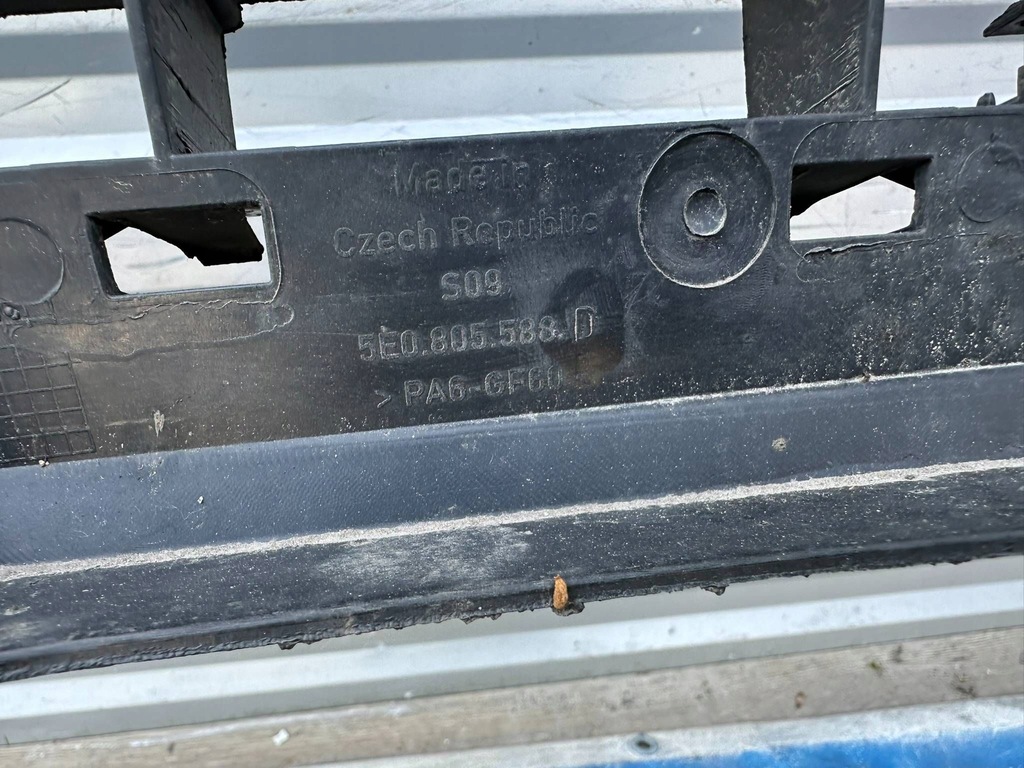 Made in
Czech Republic
S09
5E0.805.588.D
> PA6-GF60